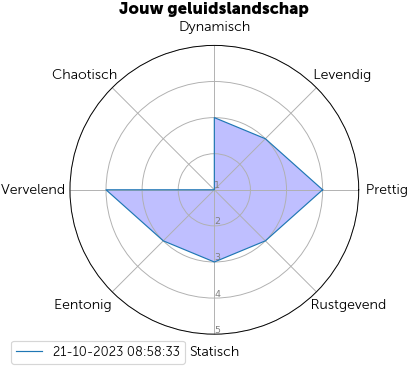 Jouw geluidslandschap
Dynamisch
Chaotisch
Levendig
Vervelend
1
Prettig
2
3
4
Eentonig
Rustgevend
5
21-10-2023 08:58:33
Statisch